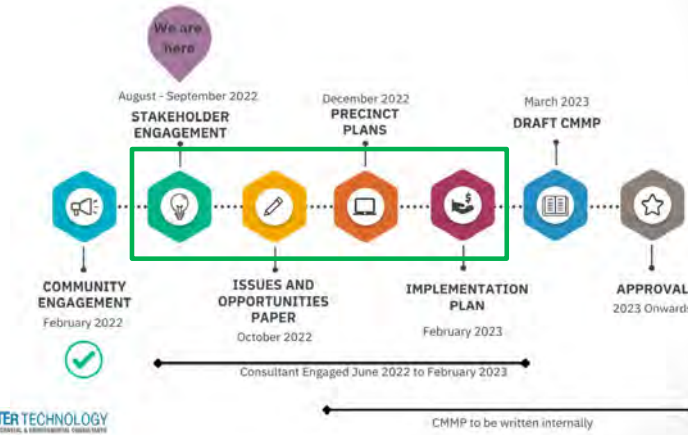 We are
here
August - September 2022
STAKEHOLDER
ENGAGEMENT
December 2022
PRECINCT
PLANS
March 2023
DRAFT CMMP
$
COMMUNITY
ENGAGEMENT
February 2022
ISSUES AND
OPPORTUNITIES
PAPER
October 2022
IMPLEMENTATION
PLAN
February 2023
APPROVAL
2023 Onwards
Consultant Engaged June 2022 to February 2023
CMMP to be written internally
TER TECHNOLOGY